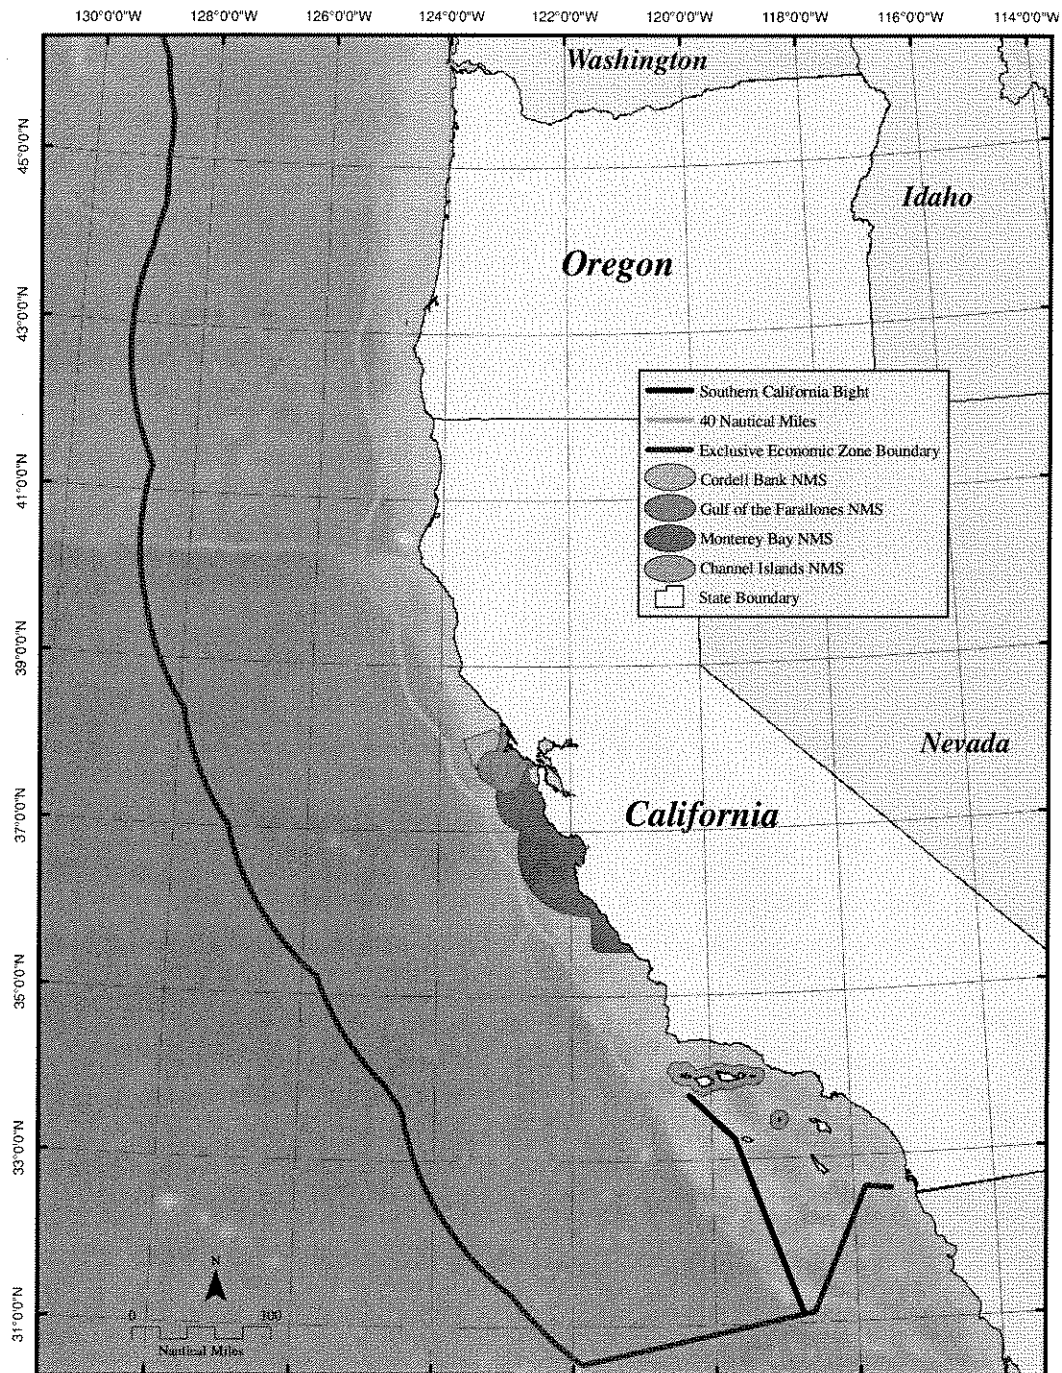 130°0'0"W 128°0'0"W 126°0'0"W 124°0'0"W 122°0'0"W 120°0'0"W 118°0'0"W 116°0'0"W 114°0'0"W
Washington
45°0'0"N
Idaho
Oregon
43°0'0"N
Southern California Bight
40 Nautical Miles
Exclusive Economic Zone Boundary
Cordell Bank NMS
Gulf of the Farallones NMS
Monterey Bay NMS
Channel Islands NMS
State Boundary
41°0'0"N
39°0'0"N
Nevada
California
37°0'0"N
35°0'0"N
33°0'0"N
31°0'0"N
N
0 100
Nautical Miles